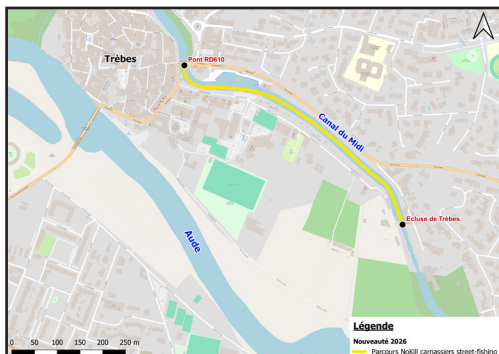 Trèbes
Pont RD610
Canal du Midi
Ecluse de Trèbes
Aude
Légende
Nouveauté 2026
Parcours NoKill carnassiers street-fishing
0 50 100 150 200 250 m